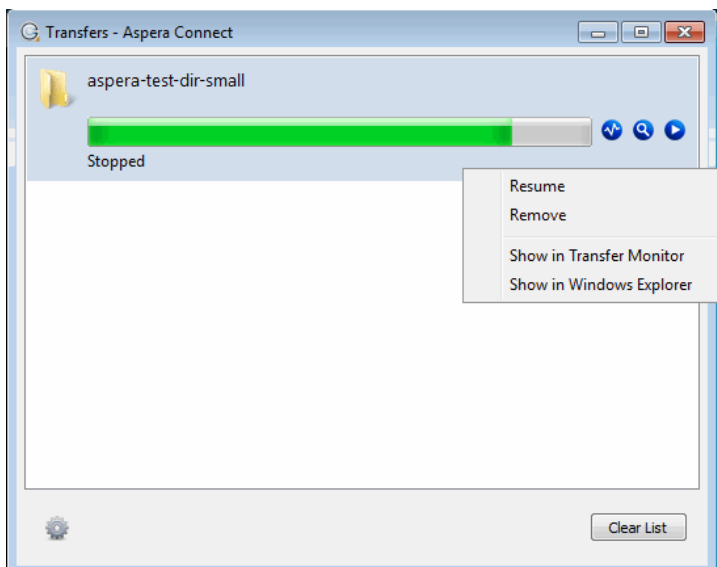 Transfers - Aspera Connect
aspera-test-dir-small
Stopped
Resume
Remove
Show in Transfer Monitor
Show in Windows Explorer
Clear List